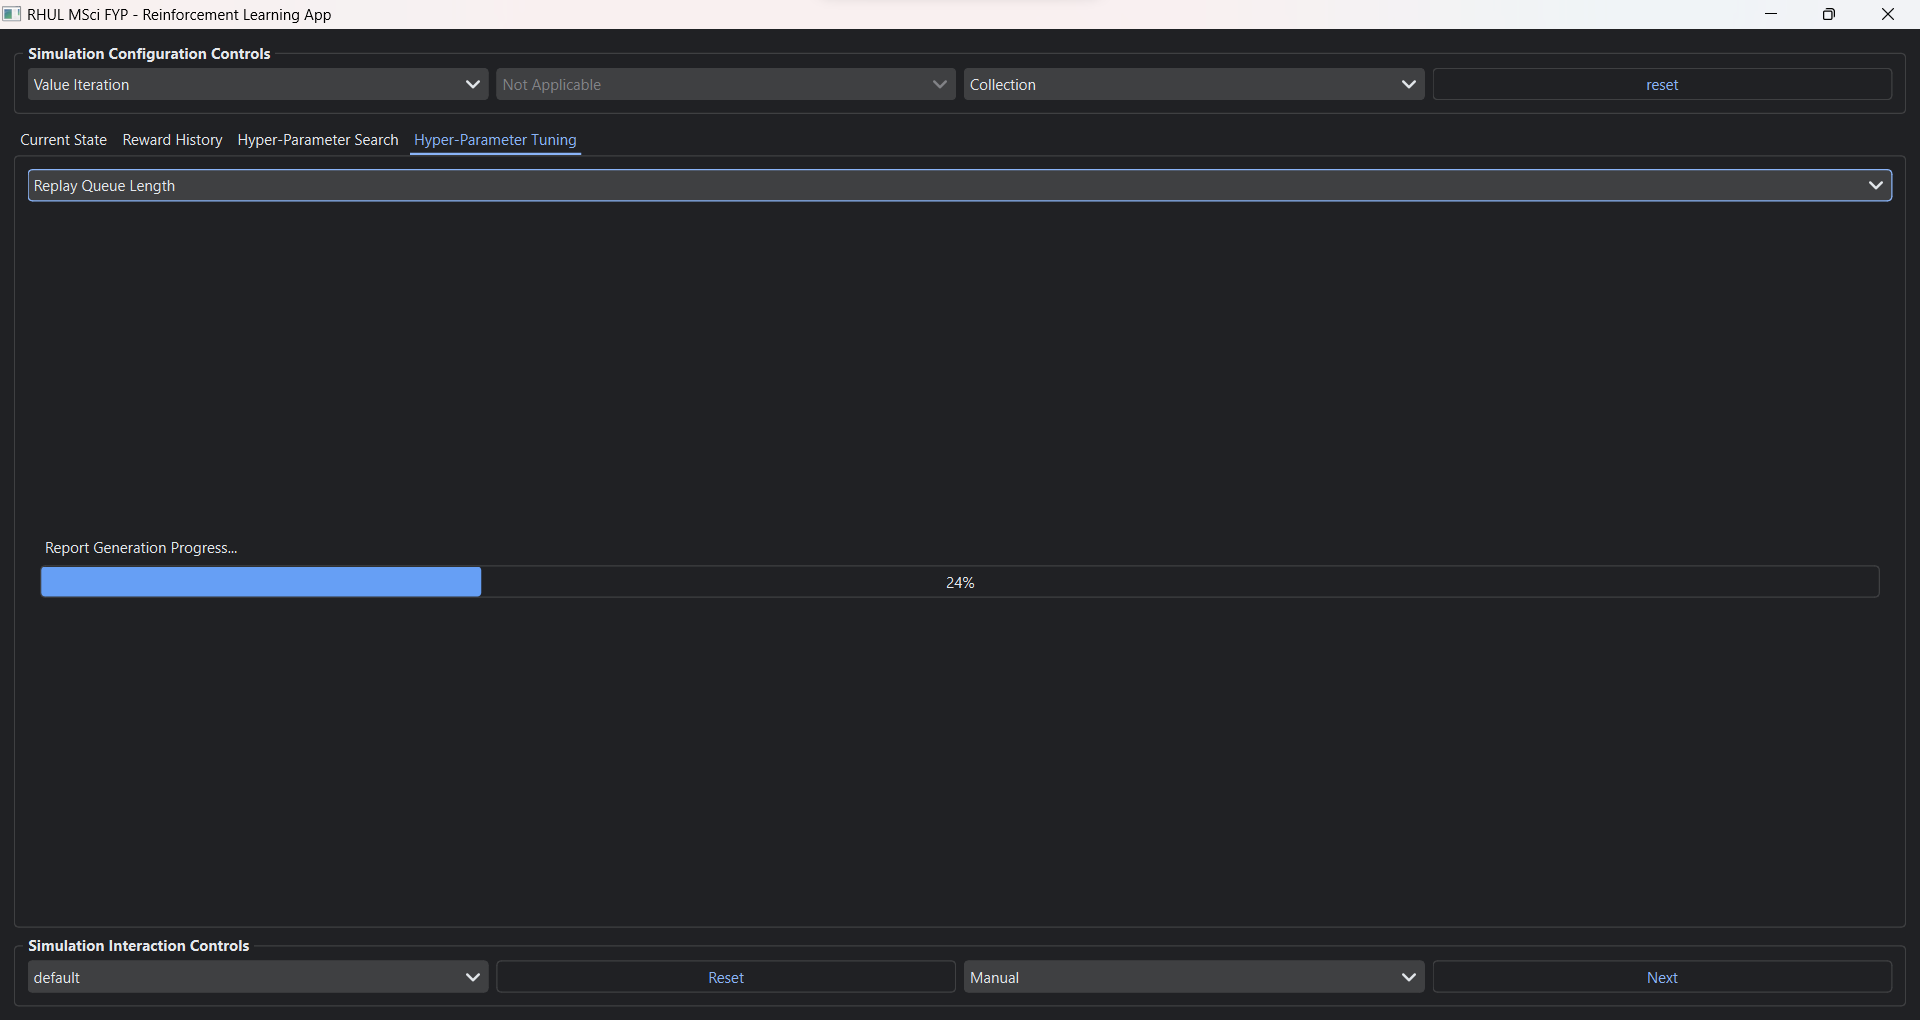 RHUL MSci FYP - Reinforcement Learning App
Simulation Configuration Controls
Value Iteration
Not Applicable
Collection
reset
Current State
Reward History
Hyper-Parameter Search
Hyper-Parameter Tuning
Replay Queue Length
Report Generation Progress...
24%
Simulation Interaction Controls
default
Reset
Manual
Next